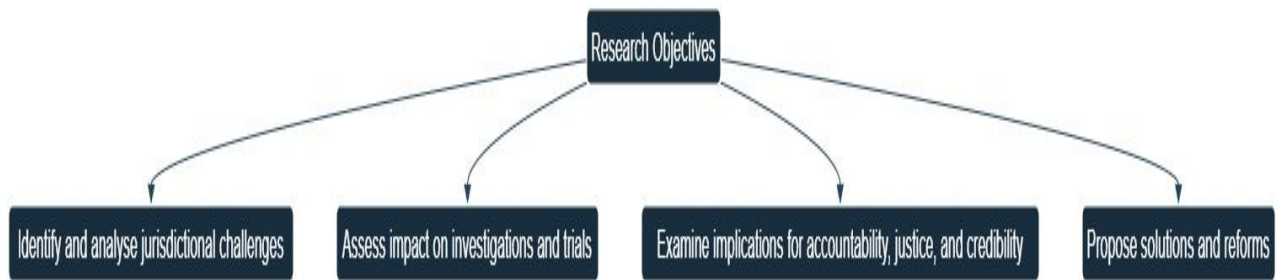 Research Objectives
Identify and analyse jurisdictional challenges
Assess impact on investigations and trials
Examine implications for accountability, justice, and credibility
Propose solutions and reforms